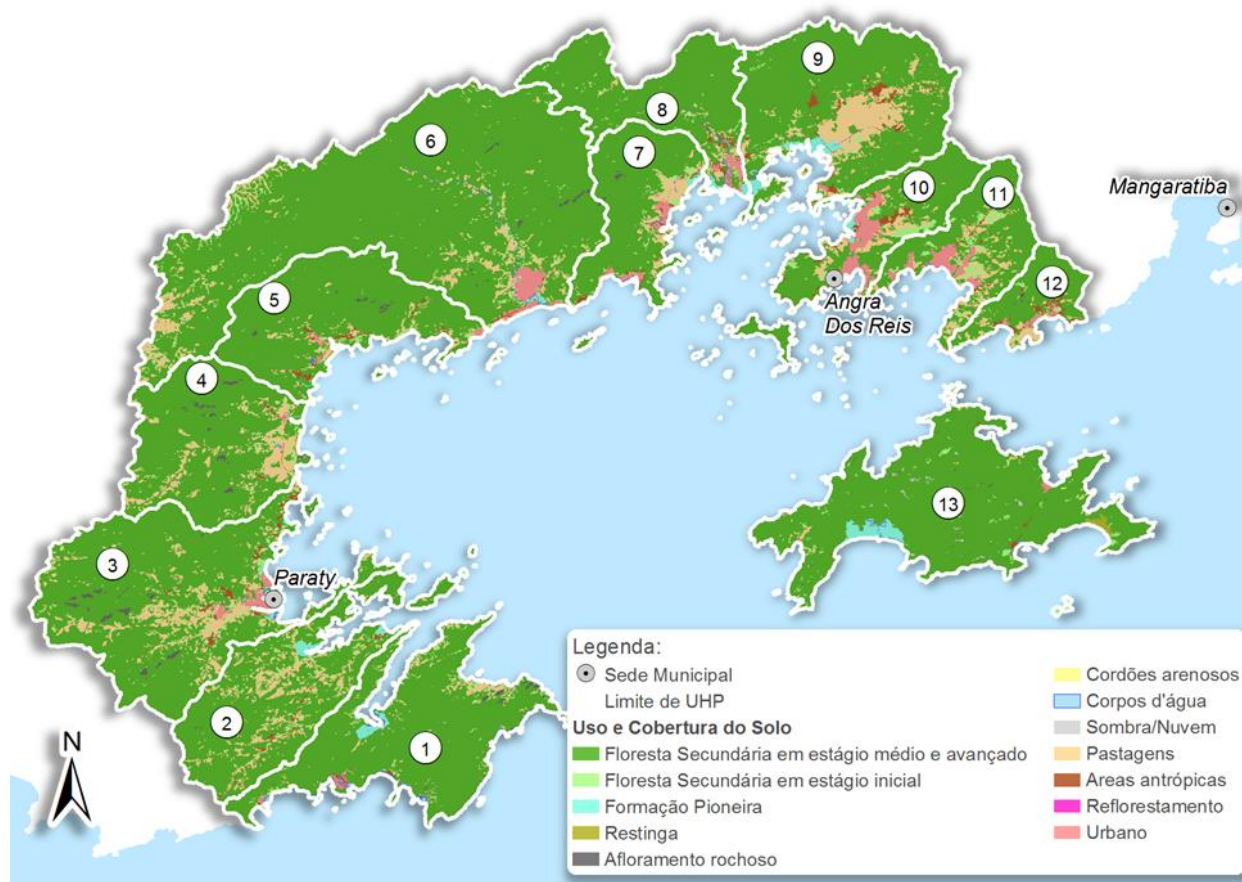 9
8
6
7
10
11
Mangaratiba
5
12
Angra
Dos Reis
4
13
3
Paraty
2
1
N
Legenda:
Sede Municipal
Limite de UHP
Uso e Cobertura do Solo
Floresta Secundária em estágio médio e avançado
Floresta Secundária em estágio inicial
Formação Pioneira
Restinga
Afloramento rochoso
Cordões arenosos
Corpos d'água
Sombra/Nuvem
Pastagens
Areas antrópicas
Reflorestamento
Urbano